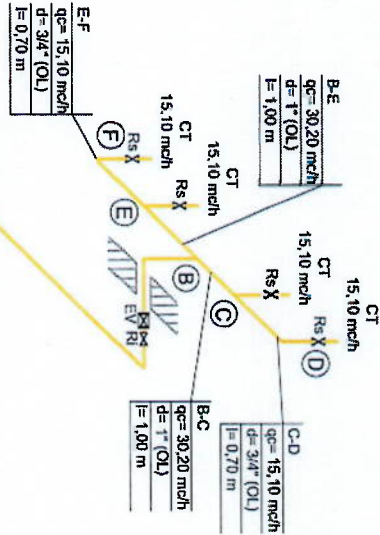 E-F
qc= 15,10 mc/h
d= 3/4" (OL)
l= 0,70 m
B-E
qc= 30,20 mc/h
d= 1" (OL)
l= 1,00 m
CT
15,10 mc/h
Rs
F
CT
15,10 mc/h
Rs
E
B
EV Ri
CT
15,10 mc/h
Rs
C
CT
15,10 mc/h
Rs
D
C-D
qc= 15,10 mc/h
d= 3/4" (OL)
l= 0,70 m
B-C
qc= 30,20 mc/h
d= 1" (OL)
l= 1,00 m